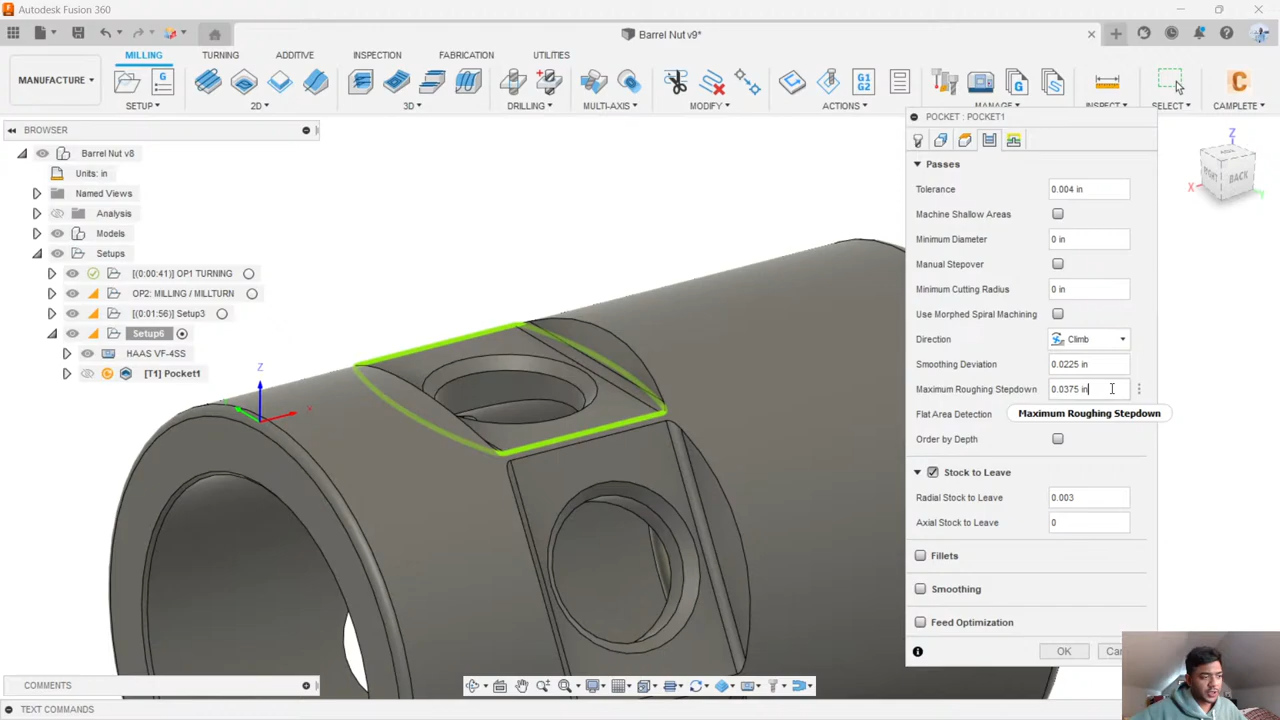 Autodesk Fusion 360
Barrel Nut v9*
MILLING TURNING ADDITIVE INSPECTION FABRICATION UTILITIES
MANUFACTURE
SETUP 2D 3D DRILLING MULTI-AXIS MODIFY ACTIONS MANAGE INSPECT SELECT CAMPLETE
G
G1
G2
G
C
BROWSER
Barrel Nut v8
Units: in
Named Views
Analysis
Models
Setups
[(0:00:41)] OP1 TURNING
OP2: MILLING / MILLTURN
[(0:01:56)] Setup3
Setup6
HAAS VF-4SS
[T1] Pocket1
POCKET : POCKET1
Passes
Tolerance 0.004 in
Machine Shallow Areas
Minimum Diameter 0 in
Manual Stepover
Minimum Cutting Radius 0 in
Use Morphed Spiral Machining
Direction Climb
Smoothing Deviation 0.0225 in
Maximum Roughing Stepdown 0.0375 in
Flat Area Detection
Maximum Roughing Stepdown
Order by Depth
Stock to Leave
Radial Stock to Leave 0.003
Axial Stock to Leave 0
Fillets
Smoothing
Feed Optimization
OK
Z
X
BACK
Z
COMMENTS
TEXT COMMANDS